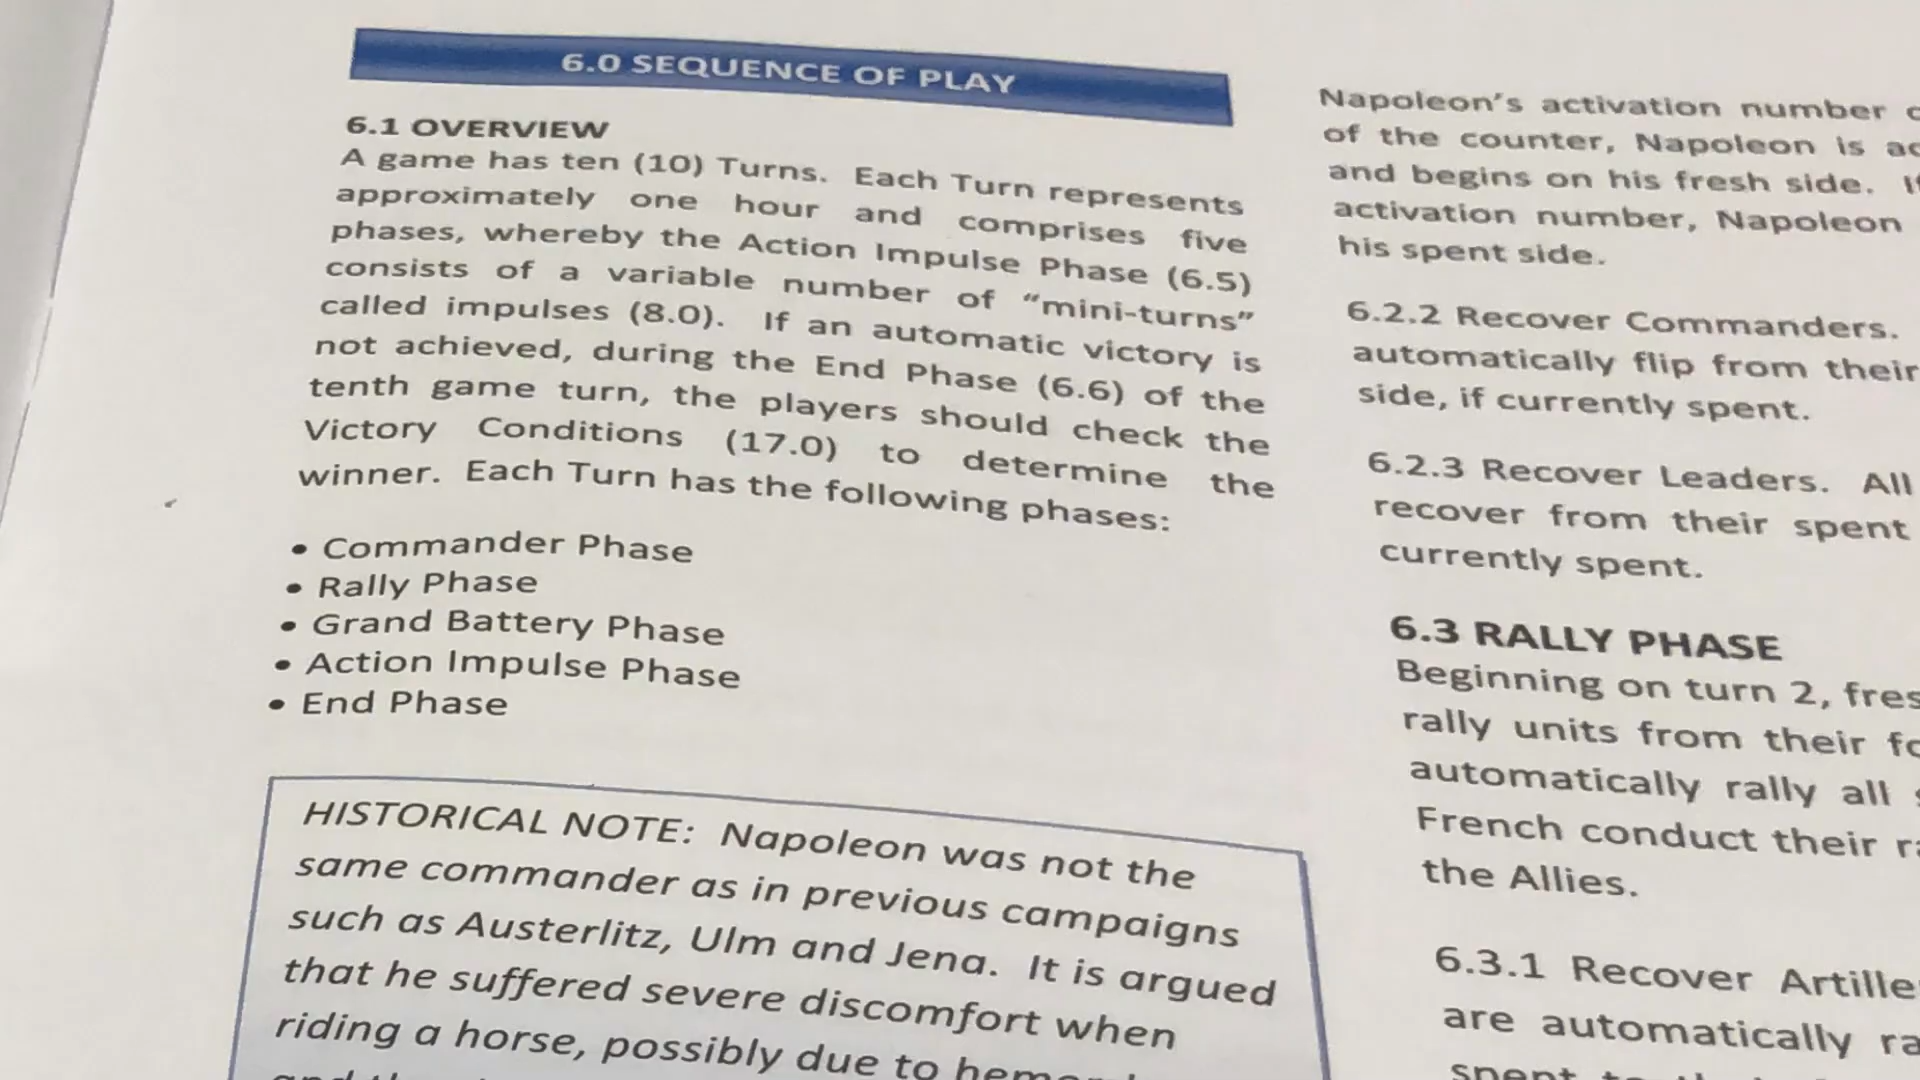 6.0 SEQUENCE OF PLAY
6.1 OVERVIEW
A game has ten (10) Turns. Each Turn represents
approximately one hour and comprises five
phases, whereby the Action Impulse Phase (6.5)
consists of a variable number of "mini-turns"
called impulses (8.0). If an automatic victory is
not achieved, during the End Phase (6.6) of the
tenth game turn, the players should check the
Victory Conditions (17.0) to determine the
winner. Each Turn has the following phases:
• Commander Phase
• Rally Phase
• Grand Battery Phase
• Action Impulse Phase
• End Phase
HISTORICAL NOTE: Napoleon was not the
same commander as in previous campaigns
such as Austerlitz, Ulm and Jena. It is argued
that he suffered severe discomfort when
riding a horse, possibly due to
Napoleon's activation number
of the counter, Napoleon is
and begins on his fresh side.
activation number, Napoleon
his spent side.
6.2.2 Recover Commanders.
automatically flip from their
side, if currently spent.
6.2.3 Recover Leaders. All
recover from their spent
currently spent.
6.3 RALLY PHASE
Beginning on turn 2,
rally units from their
automatically rally all
French conduct their
the Allies.
6.3.1 Recover
are automatically